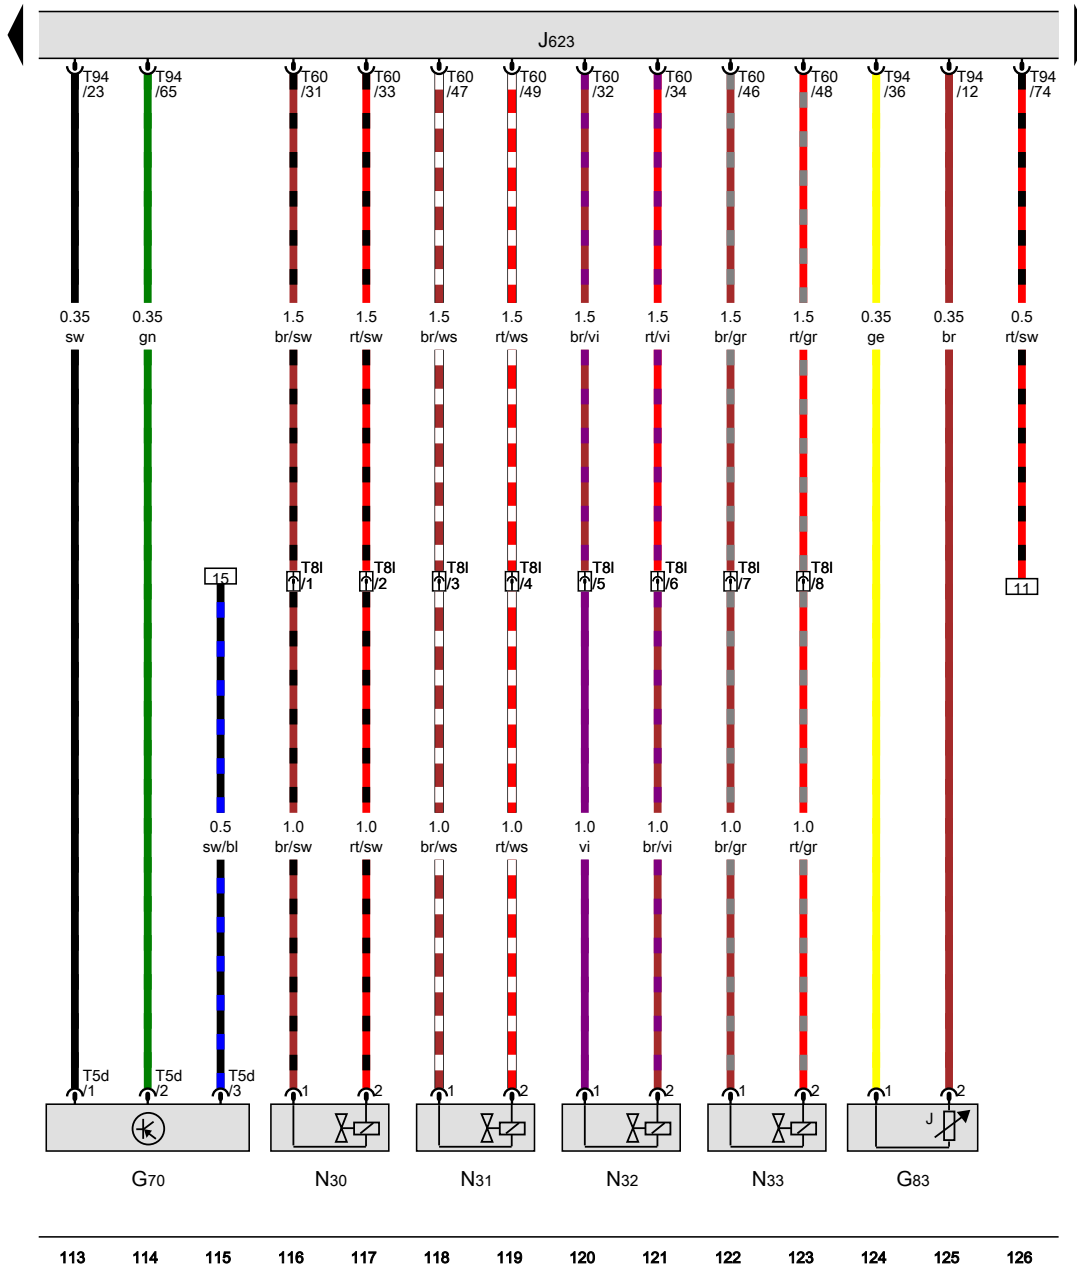 J623
T94 T94 T60 T60 T60 T60 T60 T60 T60 T60 T94 T94 T94
/23 /65 /31 /33 /47 /49 /32 /34 /46 /48 /36 /12 /74
0.35 0.35 1.5 1.5 1.5 1.5 1.5 1.5 1.5 1.5 0.35 0.35 0.5
sw gn br/sw rt/sw br/ws rt/ws br/vi rt/vi br/gr rt/gr ge br rt/sw
T8l T8l T8l T8l T8l T8l T8l T8l
15 /1 /2 /3 /4 /5 /6 /7 /8 11
0.5 1.0 1.0 1.0 1.0 1.0 1.0 1.0 1.0
sw/bl br/sw rt/sw br/ws rt/ws vi br/vi br/gr rt/gr
T5d T5d T5d
/1 /2 /3 1 2 1 2 1 2 1 2 1 2
J
G70 N30 N31 N32 N33 G83
113 114 115 116 117 118 119 120 121 122 123 124 125 126